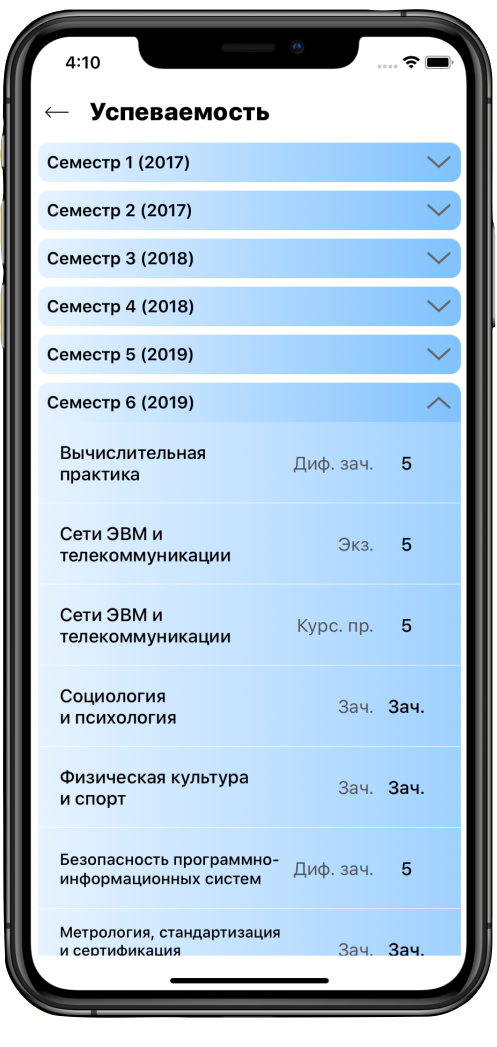 4:10
Успеваемость
Семестр 1 (2017)
Семестр 2 (2017)
Семестр 3 (2018)
Семестр 4 (2018)
Семестр 5 (2019)
Семестр 6 (2019)
Вычислительная
практика
Диф. зач. 5
Сети ЭВМ и
телекоммуникации
Экз. 5
Сети ЭВМ и
телекоммуникации
Курс. пр. 5
Социология
и психология
Зач. Зач.
Физическая культура
и спорт
Зач. Зач.
Безопасность программно-
информационных систем
Диф. зач. 5
Метрология, стандартизация
и сертификация
Зач. Зач.